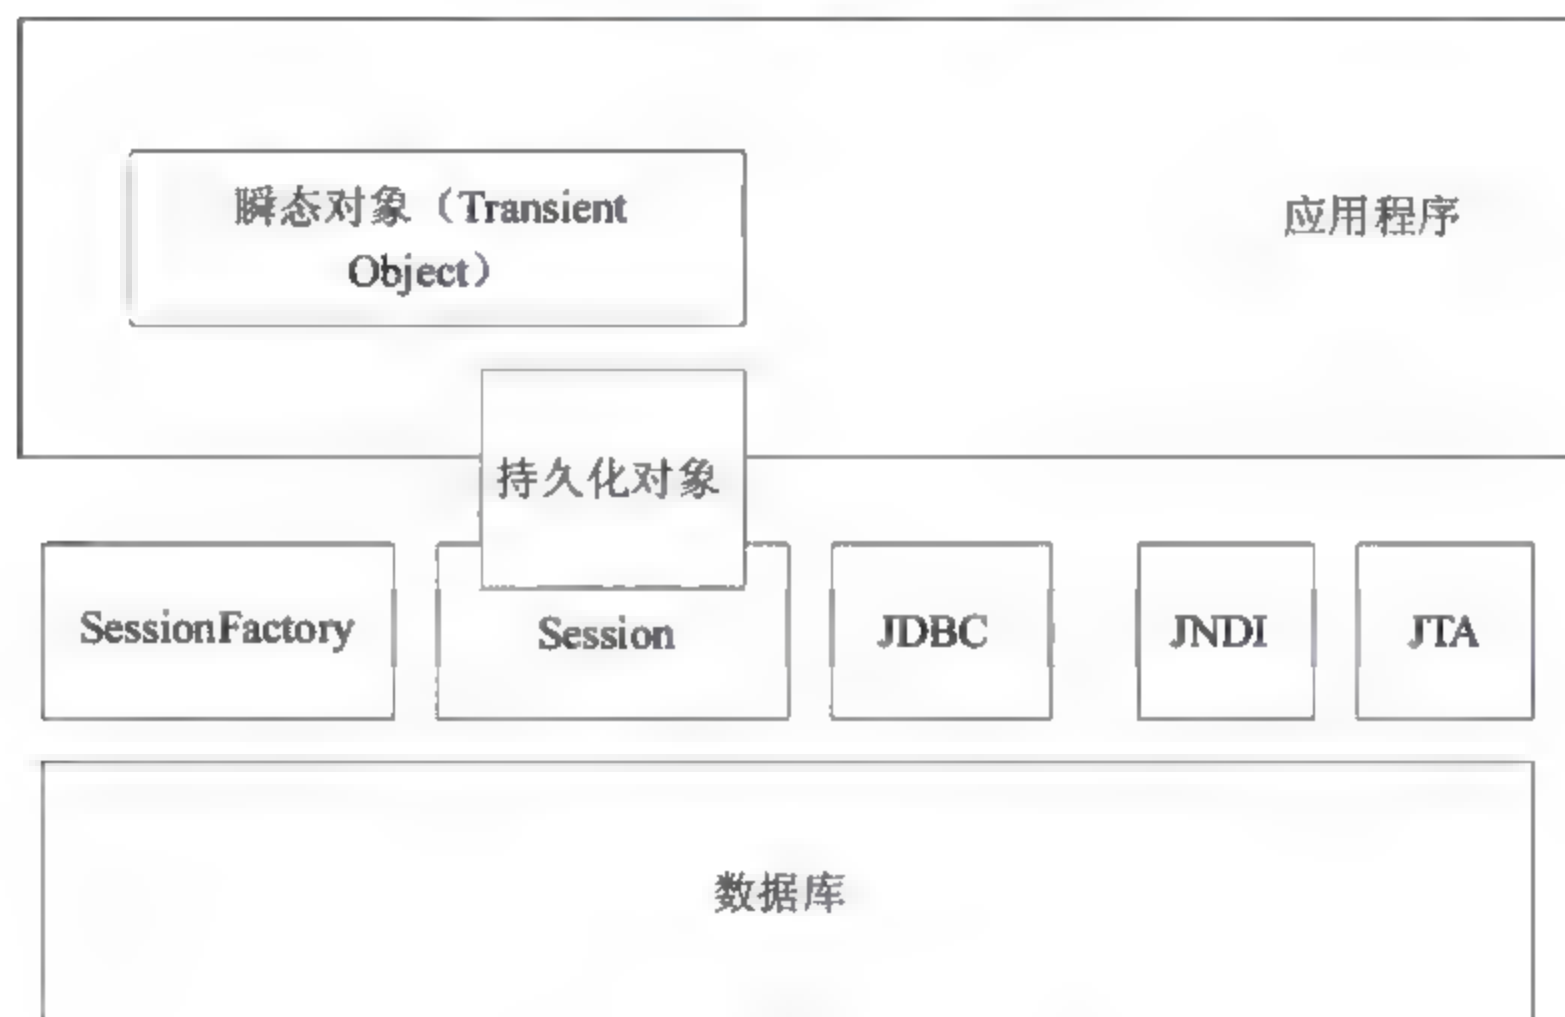 瞬态对象（Transient
Object）
应用程序
持久化对象
SessionFactory
Session
JDBC
JNDI
JTA
数据库